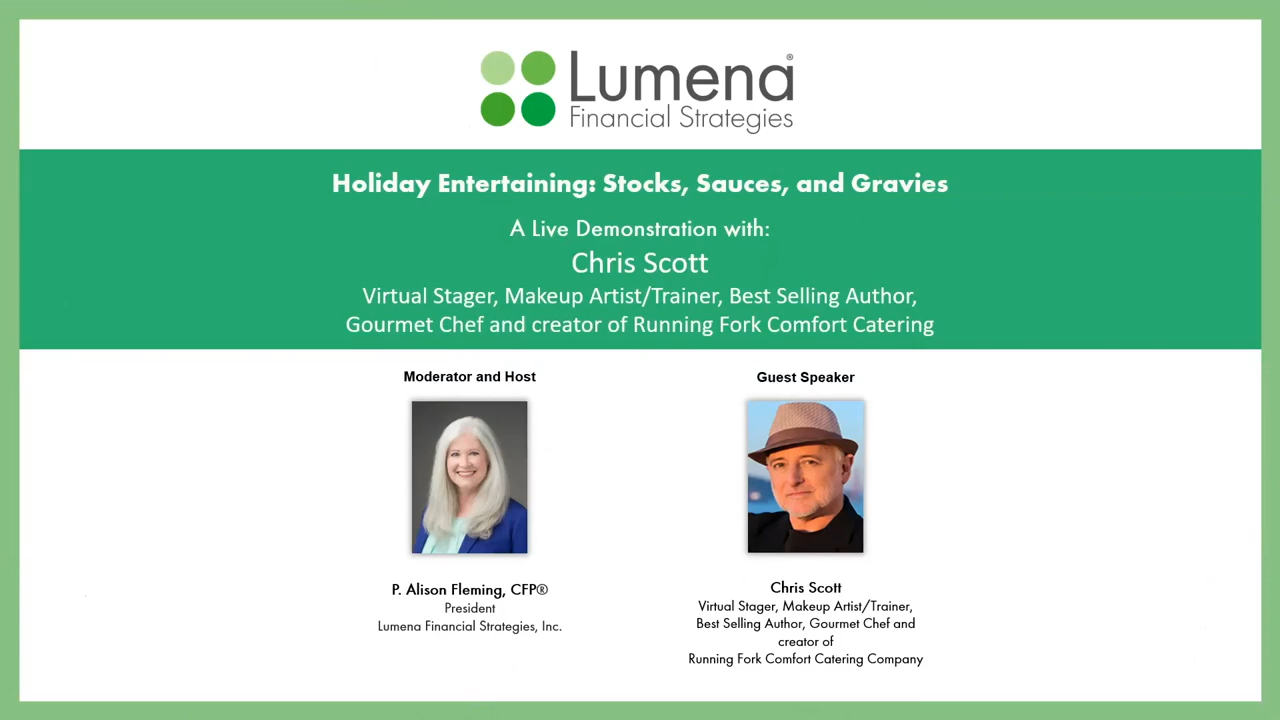 Lumena®
Financial Strategies
Holiday Entertaining: Stocks, Sauces, and Gravies
A Live Demonstration with:
Chris Scott
Virtual Stager, Makeup Artist/Trainer, Best Selling Author,
Gourmet Chef and creator of Running Fork Comfort Catering
Moderator and Host
P. Alison Fleming, CFP®
President
Lumena Financial Strategies, Inc.
Guest Speaker
Chris Scott
Virtual Stager, Makeup Artist/Trainer,
Best Selling Author, Gourmet Chef and
creator of
Running Fork Comfort Catering Company